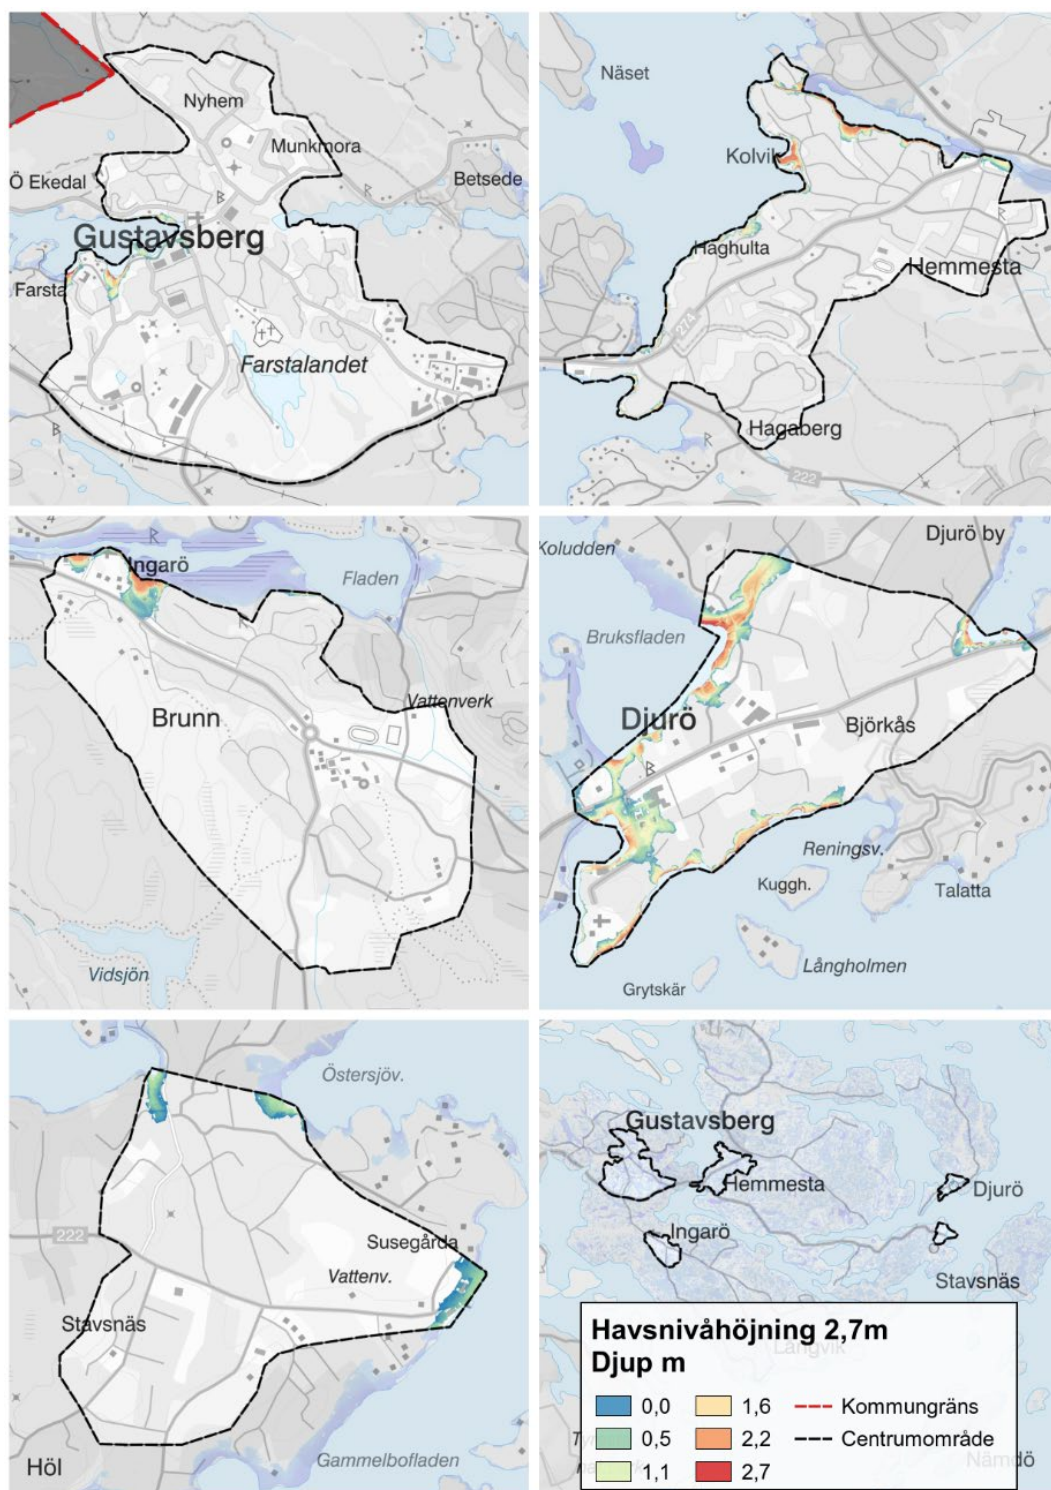 Nyhem
Munkmora
Ö Ekedal
Betsede
Gustavsberg
Farsta
Farstalandet
Näset
Kolvik
Haghulta
Hemmesta
274
Hagaberg
222
Ingarö
Fladen
Brunn
Vattenverk
Vidsjön
Koludden
Djurö by
Bruksfladen
Djurö
Björkås
Reningsv.
Kuggh.
Talatta
Långholmen
Grytskär
Östersjöv.
222
Susegårda
Vattenv.
Stavsnäs
Höl
Gammelbofladen
Gustavsberg
Hemmesta
Djurö
Ingarö
Stavsnäs
Långvik
Nämdö
Havsnivåhöjning 2,7m
Djup m
0,0 1,6 Kommungräns
0,5 2,2 Centrumområde
1,1 2,7